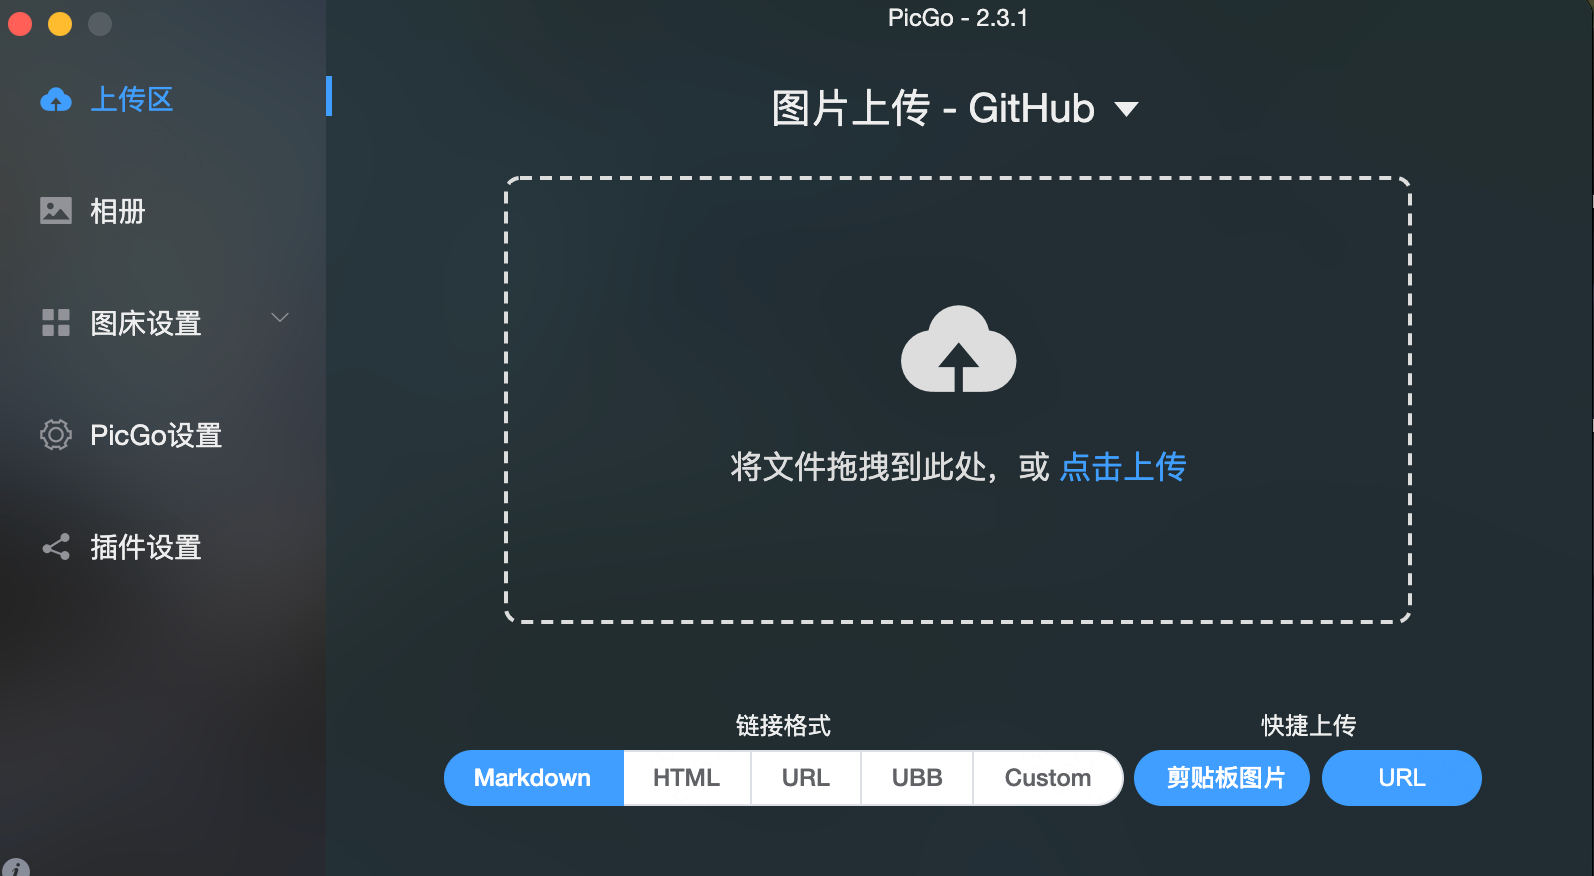 PicGo - 2.3.1
上传区
相册
图床设置
PicGo设置
插件设置
图片上传 - GitHub
将文件拖拽到此处，或 点击上传
链接格式
Markdown HTML URL UBB Custom
快捷上传
剪贴板图片 URL